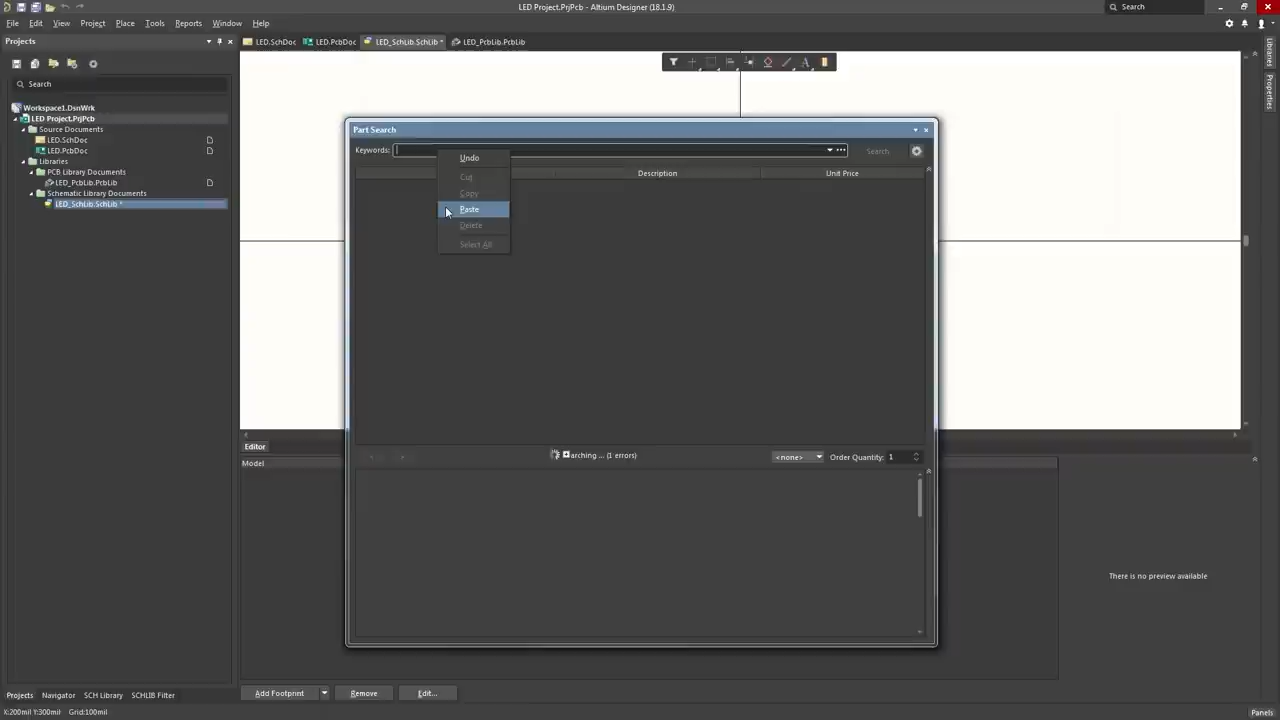 LED Project.PrjPcb - Altium Designer (18.1.9)
Search
File Edit View Project Place Tools Reports Window Help
Projects
LED.SchDoc LED.PcbDoc LED_SchLib.SchLib * LED_PcbLib.PcbLib
Search
Workspace1.DsnWrk
LED Project.PrjPcb
Source Documents
LED.SchDoc
LED.PcbDoc
Libraries
PCB Library Documents
LED_PcbLib.PcbLib
Schematic Library Documents
LED_SchLib.SchLib *
Part Search
Keywords:
Search
Description
Unit Price
Undo
Cut
Copy
Paste
Delete
Select All
arching ... (1 errors)
<none>
Order Quantity: 1
Editor
Model
There is no preview available
Add Footprint
Remove
Edit...
Projects Navigator SCH Library SCHLIB Filter
X:200mil Y:300mil Grid:100mil
Panels
Libraries
Properties